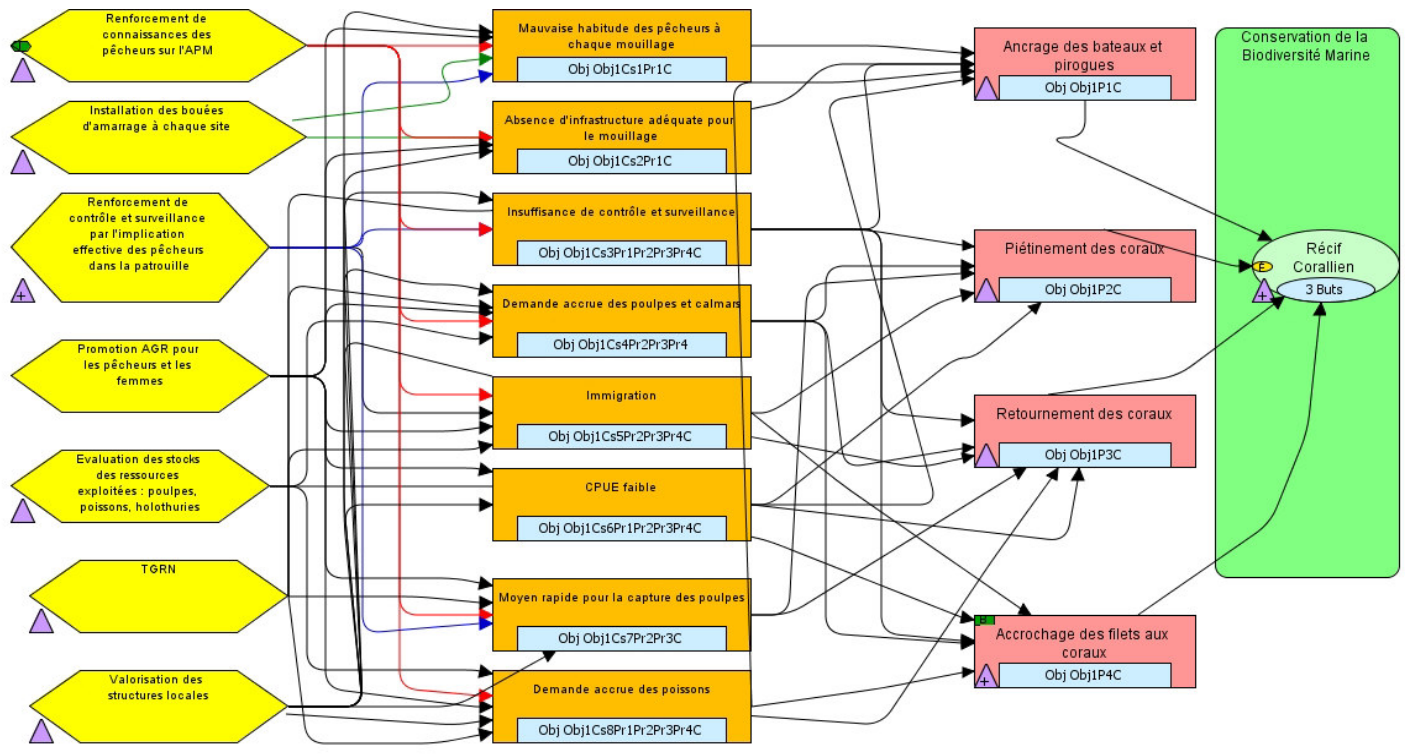 Renforcement de
connaissances des
pêcheurs sur l'APM
Installation des bouées
d'amarrage à chaque site
Renforcement de
contrôle et surveillance
par l'implication
effective des pêcheurs
dans la patrouille
Promotion AGR pour
les pêcheurs et les
femmes
Evaluation des stocks
des ressources
exploitées : poulpes,
poissons, holothuries
TGRN
Valorisation des
structures locales
Mauvaise habitude des pêcheurs à
chaque mouillage
Obj Obj1Cs1Pr1C
Absence d'infrastructure adéquate pour
le mouillage
Obj Obj1Cs2Pr1C
Insuffisance de contrôle et surveillance
Obj Obj1Cs3Pr1Pr2Pr3Pr4C
Demande accrue des poulpes et calmars
Obj Obj1Cs4Pr2Pr3Pr4
Immigration
Obj Obj1Cs5Pr2Pr3Pr4C
CPUE faible
Obj Obj1Cs6Pr1Pr2Pr3Pr4C
Moyen rapide pour la capture des poulpes
Obj Obj1Cs7Pr2Pr3C
Demande accrue des poissons
Obj Obj1Cs8Pr1Pr2Pr3Pr4C
Ancrage des bateaux et
pirogues
Obj Obj1P1C
Piétinement des coraux
Obj Obj1P2C
Retournement des coraux
Obj Obj1P3C
B
Accrochage des filets aux
coraux
Obj Obj1P4C
Conservation de la
Biodiversité Marine
Récif
Corallien
F
3 Buts